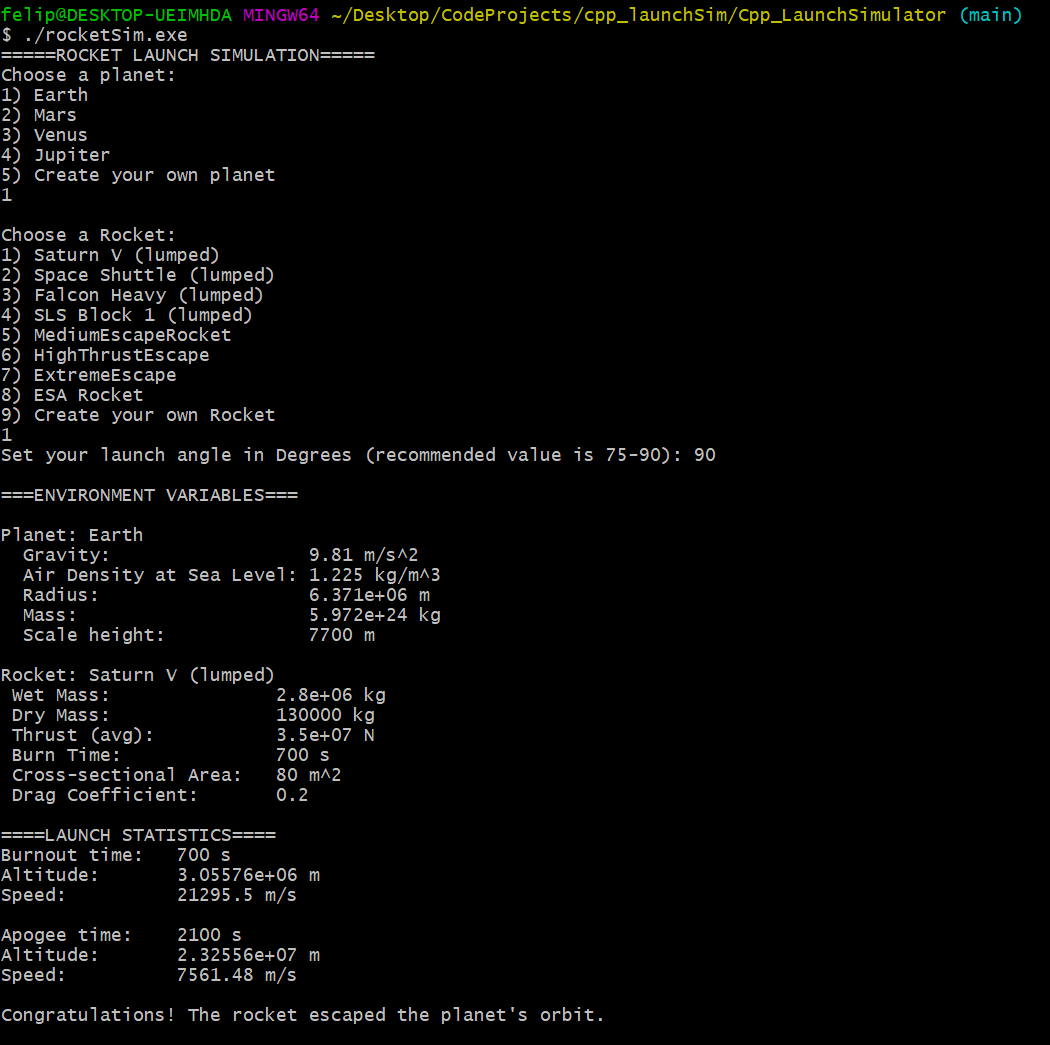 felip@DESKTOP-UEIMHDA MINGW64 ~/Desktop/CodeProjects/cpp_launchSim/Cpp_LaunchSimulator (main)
$ ./rocketSim.exe
=====ROCKET LAUNCH SIMULATION=====
Choose a planet:
1) Earth
2) Mars
3) Venus
4) Jupiter
5) Create your own planet
1
Choose a Rocket:
1) Saturn V (lumped)
2) Space Shuttle (lumped)
3) Falcon Heavy (lumped)
4) SLS Block 1 (lumped)
5) MediumEscapeRocket
6) HighThrustEscape
7) ExtremeEscape
8) ESA Rocket
9) Create your own Rocket
1
Set your launch angle in Degrees (recommended value is 75-90): 90
===ENVIRONMENT VARIABLES===
Planet: Earth
Gravity: 9.81 m/s^2
Air Density at Sea Level: 1.225 kg/m^3
Radius: 6.371e+06 m
Mass: 5.972e+24 kg
Scale height: 7700 m
Rocket: Saturn V (lumped)
Wet Mass: 2.8e+06 kg
Dry Mass: 130000 kg
Thrust (avg): 3.5e+07 N
Burn Time: 700 s
Cross-sectional Area: 80 m^2
Drag Coefficient: 0.2
====LAUNCH STATISTICS====
Burnout time: 700 s
Altitude: 3.05576e+06 m
Speed: 21295.5 m/s
Apogee time: 2100 s
Altitude: 2.32556e+07 m
Speed: 7561.48 m/s
Congratulations! The rocket escaped the planet's orbit.